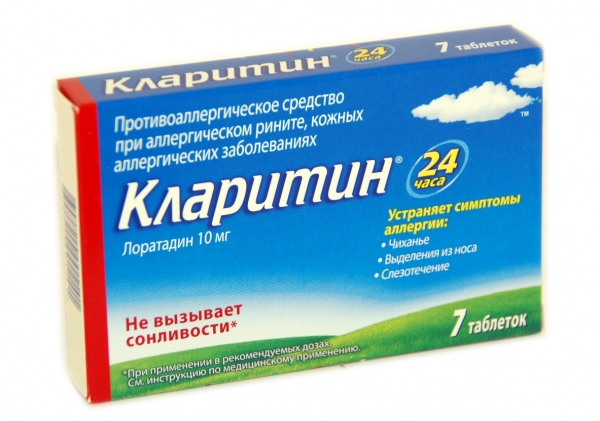 Кларитин® 24 часа 7 таблеток
Противоаллергическое средство
при аллергическом рините, кожных
аллергических заболеваниях
Кларитин® 24 часа
™
Лоратадин 10 мг
Устраняет симптомы
аллергии:
• Чиханье
• Выделения из носа
• Слезотечение
Не вызывает
сонливости*
7 таблеток
*При применении в рекомендуемых дозах.
См. инструкцию по медицинскому применению.